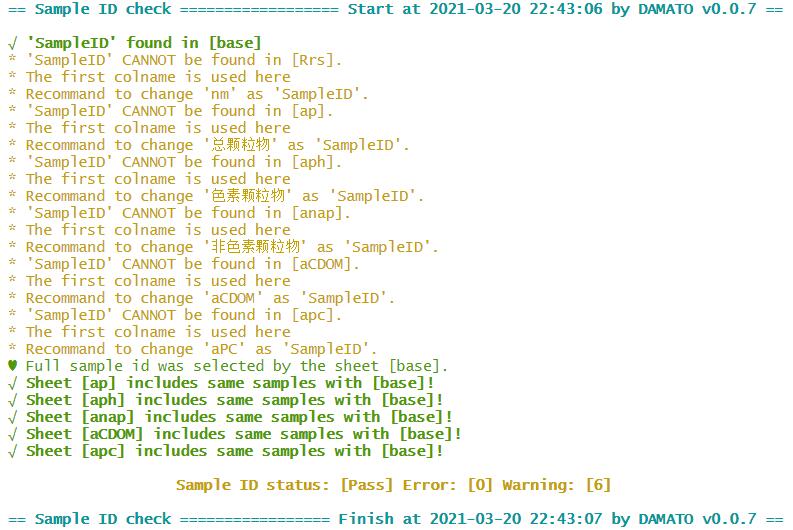 == Sample ID check ================== Start at 2021-03-20 22:43:06 by DAMATO v0.0.7 ==
√ 'SampleID' found in [base]
* 'SampleID' CANNOT be found in [Rrs].
* The first colname is used here
* Recommand to change 'nm' as 'SampleID'.
* 'SampleID' CANNOT be found in [ap].
* The first colname is used here
* Recommand to change '总颗粒物' as 'SampleID'.
* 'SampleID' CANNOT be found in [aph].
* The first colname is used here
* Recommand to change '色素颗粒物' as 'SampleID'.
* 'SampleID' CANNOT be found in [anap].
* The first colname is used here
* Recommand to change '非色素颗粒物' as 'SampleID'.
* 'SampleID' CANNOT be found in [aCDOM].
* The first colname is used here
* Recommand to change 'aCDOM' as 'SampleID'.
* 'SampleID' CANNOT be found in [apc].
* The first colname is used here
* Recommand to change 'aPC' as 'SampleID'.
♥ Full sample id was selected by the sheet [base].
√ Sheet [ap] includes same samples with [base]!
√ Sheet [aph] includes same samples with [base]!
√ Sheet [anap] includes same samples with [base]!
√ Sheet [aCDOM] includes same samples with [base]!
√ Sheet [apc] includes same samples with [base]!
Sample ID status: [Pass] Error: [0] Warning: [6]
== Sample ID check ================= Finish at 2021-03-20 22:43:07 by DAMATO v0.0.7 ==